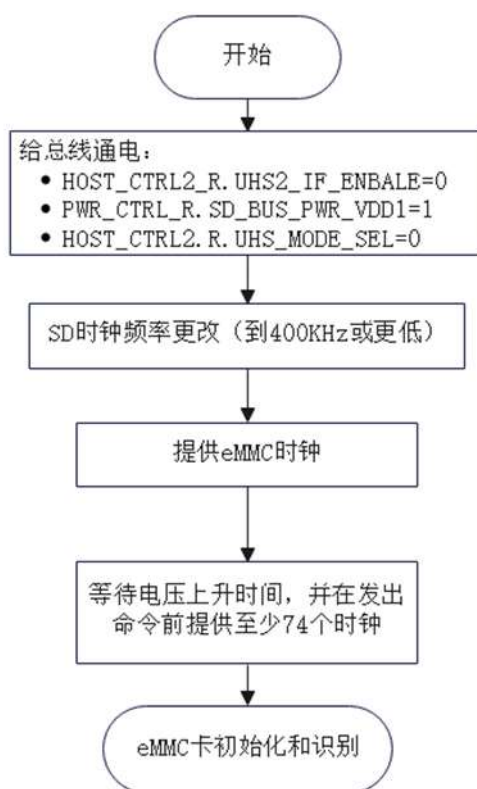 开始
给总线通电：
• HOST_CTRL2_R.UHS2_IF_ENBALE=0
• PWR_CTRL_R.SD_BUS_PWR_VDD1=1
• HOST_CTRL2.R.UHS_MODE_SEL=0
SD时钟频率更改（到400KHz或更低）
提供eMMC时钟
等待电压上升时间，并在发出
命令前提供至少74个时钟
eMMC卡初始化和识别